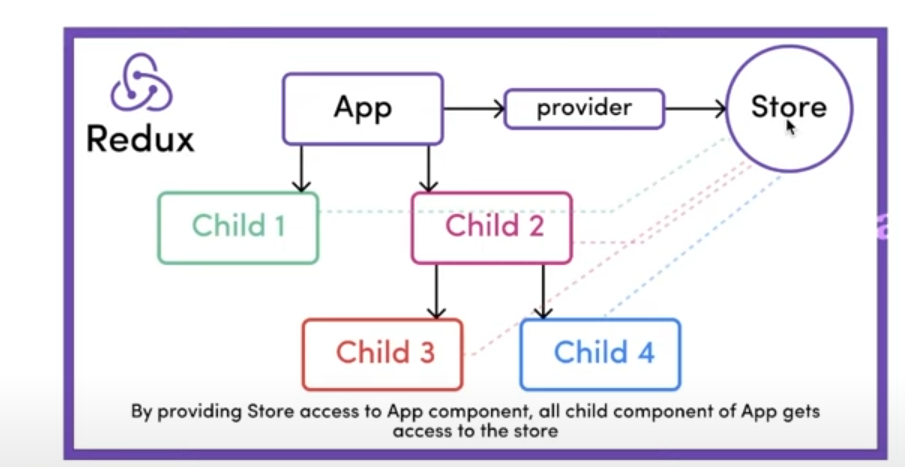 App
provider
Store
Redux
Child 1
Child 2
Child 3
Child 4
By providing Store access to App component, all child component of App gets
access to the store